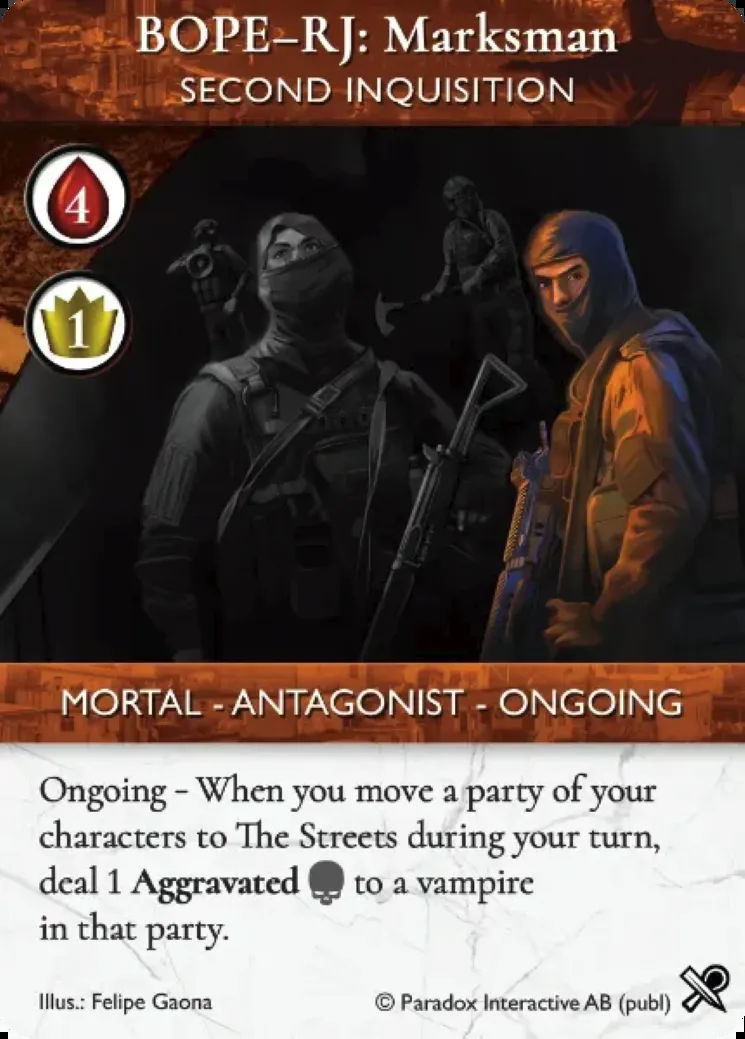 BOPE–RJ: Marksman
SECOND INQUISITION
4
1
MORTAL - ANTAGONIST - ONGOING
Ongoing – When you move a party of your
characters to The Streets during your turn,
deal 1 Aggravated to a vampire
in that party.
Illus.: Felipe Gaona
© Paradox Interactive AB (publ)